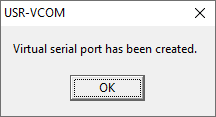 USR-VCOM
Virtual serial port has been created.
OK